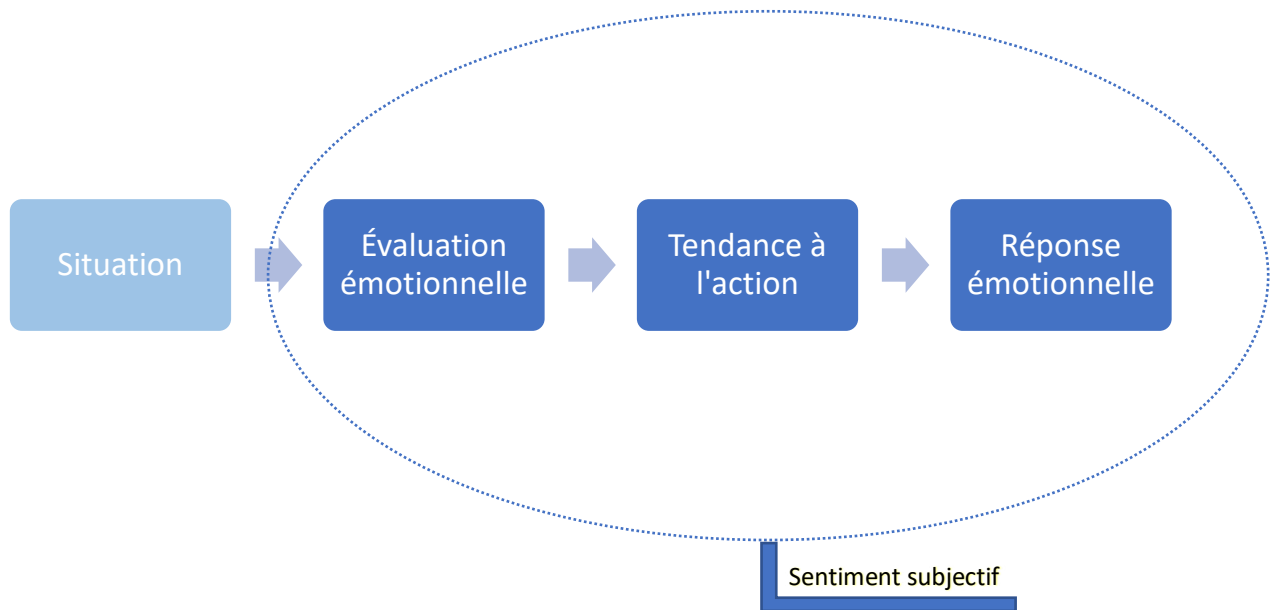 Situation
Évaluation
émotionnelle
Tendance à
l'action
Réponse
émotionnelle
Sentiment subjectif